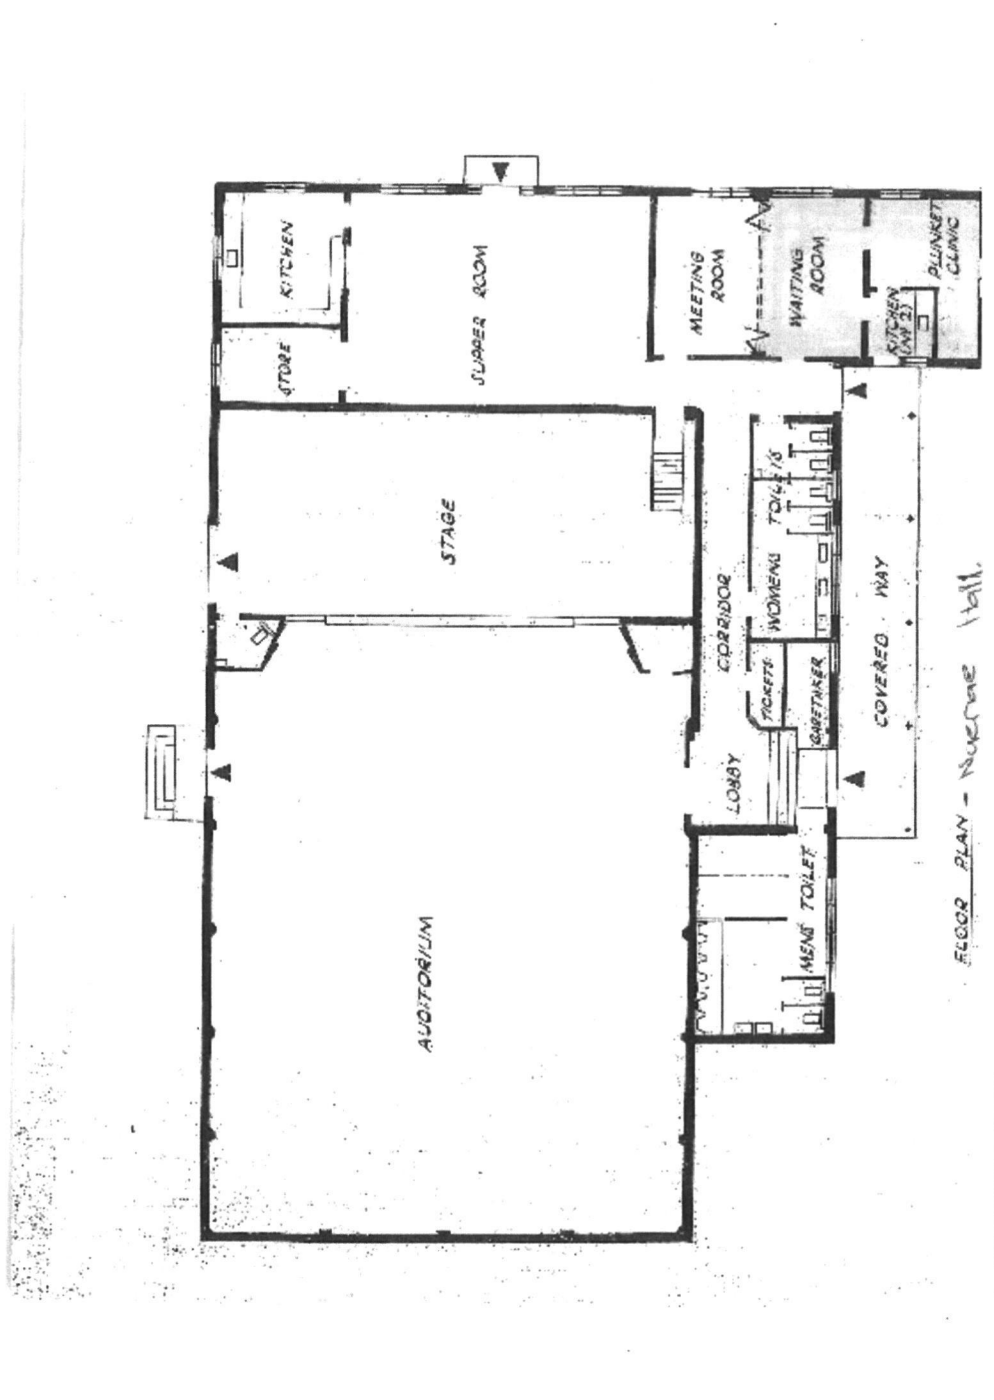 KITCHEN
STORE
SUPPER ROOM
MEETING
ROOM
WAITING
ROOM
PLUNKET
CLINIC
KITCHEN
STAGE
CORRIDOR
WOMENS TOILETS
TICKETS
CARETAKER
COVERED WAY
LOBBY
MENS TOILET
AUDITORIUM
FLOOR PLAN - Hall.